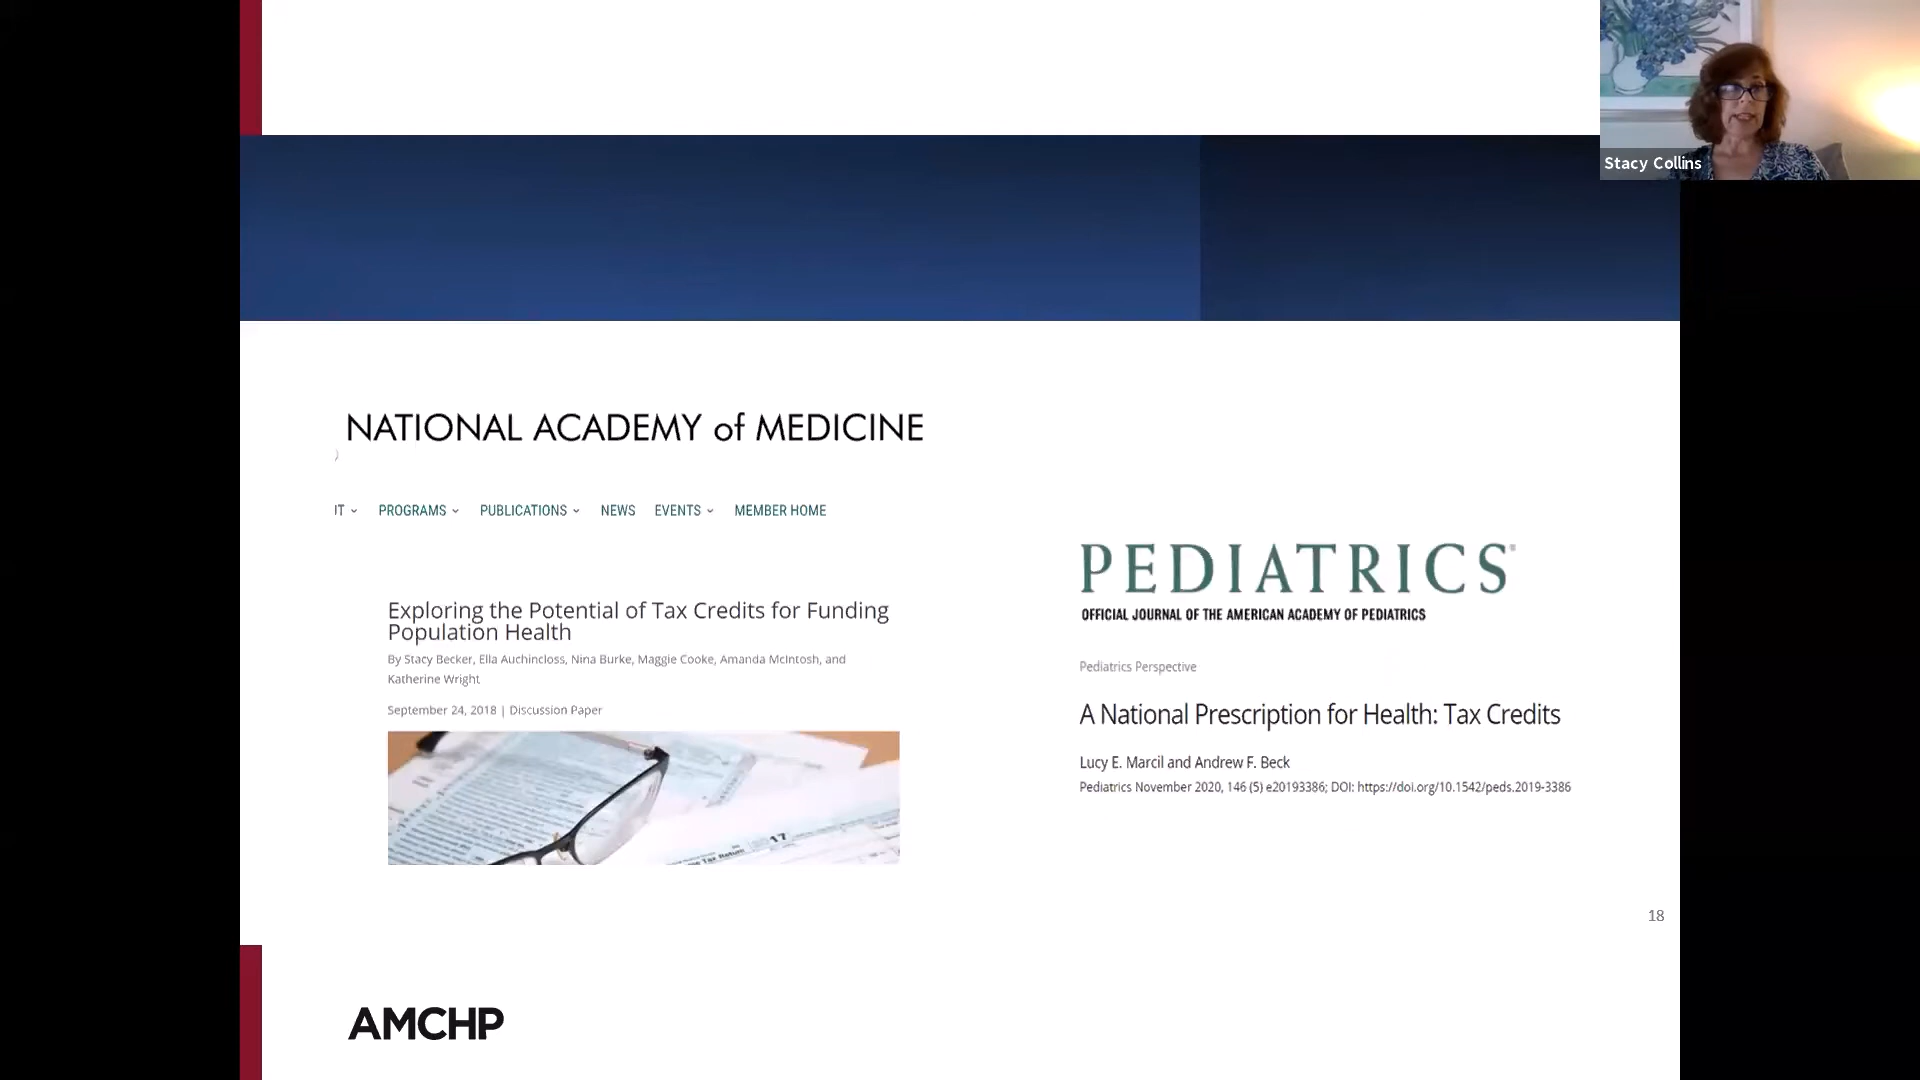 Stacy Collins
NATIONAL ACADEMY of MEDICINE
PROGRAMS PUBLICATIONS NEWS EVENTS MEMBER HOME
Exploring the Potential of Tax Credits for Funding
Population Health
By Stacy Becker, Ella Auchincloss, Nina Burke, Maggie Cooke, Amanda McIntosh, and
Katherine Wright
September 24, 2018 | Discussion Paper
17
Tax Return
PEDIATRICS
OFFICIAL JOURNAL OF THE AMERICAN ACADEMY OF PEDIATRICS
Pediatrics Perspective
A National Prescription for Health: Tax Credits
Lucy E. Marcil and Andrew F. Beck
Pediatrics November 2020, 146 (5) e20193386; DOI: https://doi.org/10.1542/peds.2019-3386
18
AMCHP